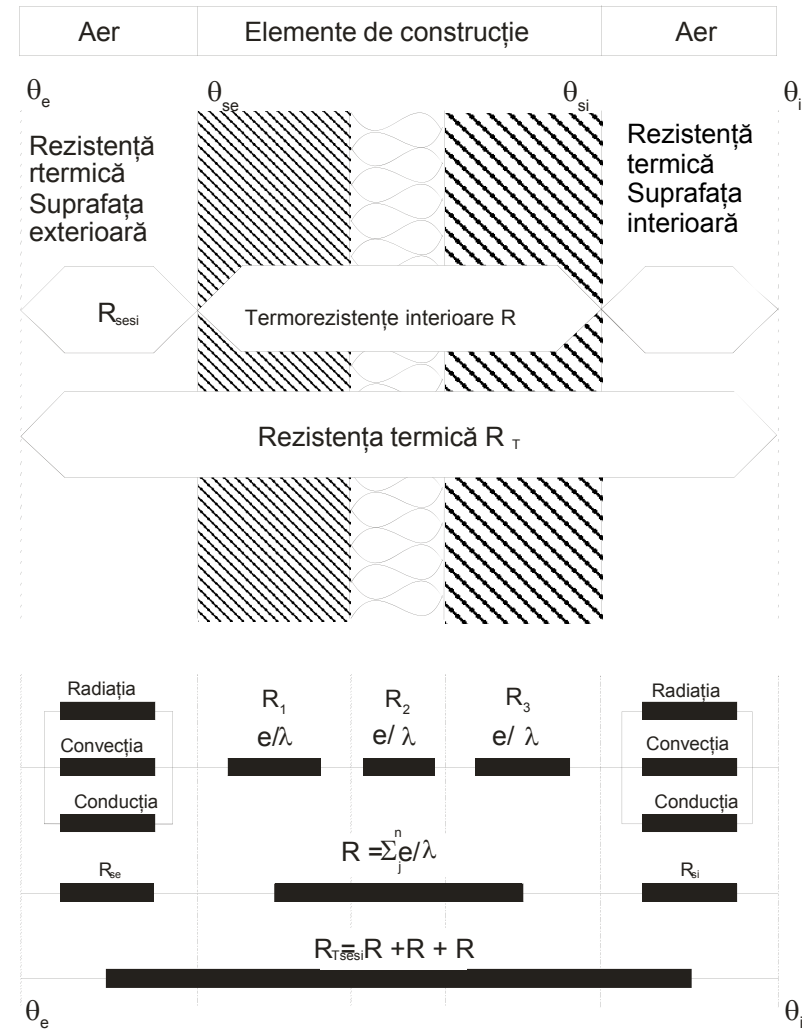 Aer Elemente de construcție Aer
θe θse θsi θi
Rezistență
rtermică
Suprafața
exterioară
Rezistență
termică
Suprafața
interioară
Rsesi Termorezistențe interioare R
Rezistența termică R T
Radiația R1 R2 R3 Radiația
e/λ e/ λ e/ λ
Convecția Convecția
Conducția Conducția
n
R =Σe/λ
j
Rse Rsi
RTsesi= R +R + R
θe θi